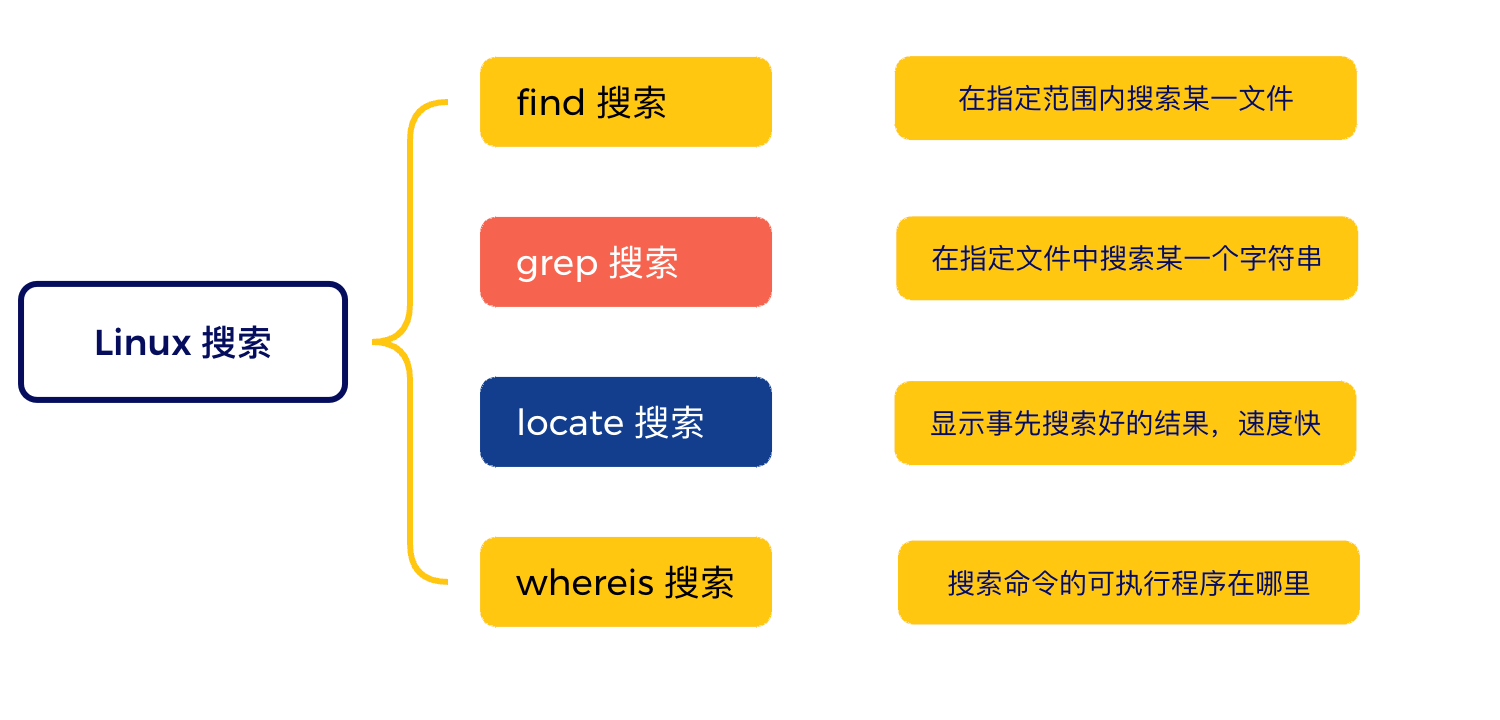 find 搜索
在指定范围内搜索某一文件
grep 搜索
在指定文件中搜索某一个字符串
Linux 搜索
locate 搜索
显示事先搜索好的结果，速度快
whereis 搜索
搜索命令的可执行程序在哪里